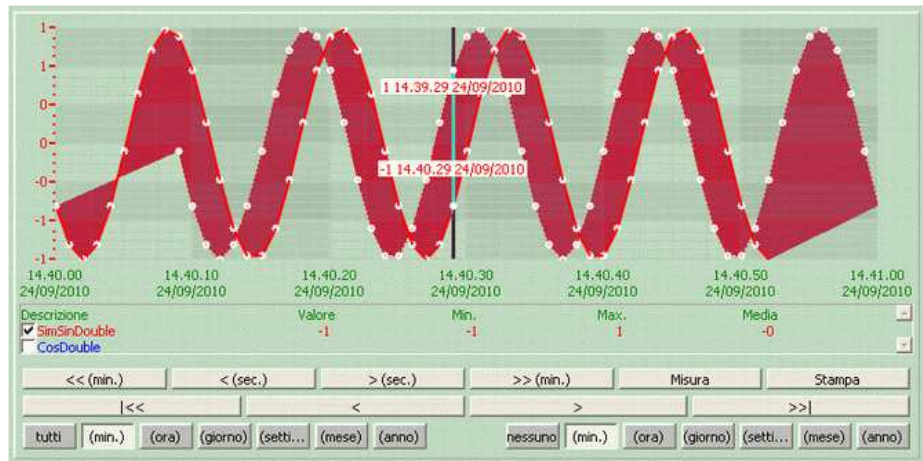 1
1
0
0
-0
-1
-1
1 14.39.29 24/09/2010
-1 14.40.29 24/09/2010
14.40.00 14.40.10 14.40.20 14.40.30 14.40.40 14.40.50 14.41.00
24/09/2010 24/09/2010 24/09/2010 24/09/2010 24/09/2010 24/09/2010 24/09/2010
Descrizione Valore Min. Max. Media
SimSinDouble -1 -1 1 -0
CosDouble
<< (min.) < (sec.) > (sec.) >> (min.) Misura Stampa
|<< < > >>|
tutti (min.) (ora) (giorno) (setti... (mese) (anno) nessuno (min.) (ora) (giorno) (setti... (mese) (anno)